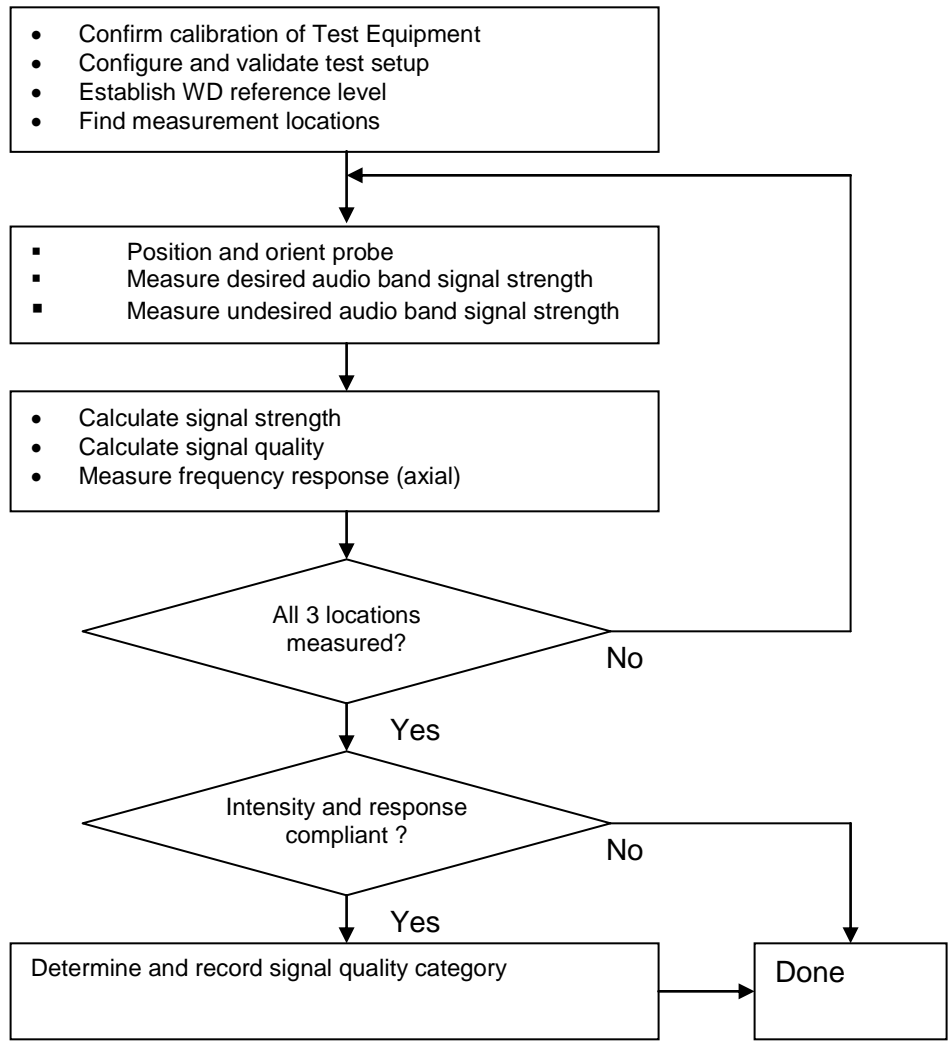 • Confirm calibration of Test Equipment
• Configure and validate test setup
• Establish WD reference level
• Find measurement locations
▪ Position and orient probe
▪ Measure desired audio band signal strength
▪ Measure undesired audio band signal strength
• Calculate signal strength
• Calculate signal quality
• Measure frequency response (axial)
All 3 locations
measured?
No
Yes
Intensity and response
compliant ?
No
Yes
Determine and record signal quality category
Done